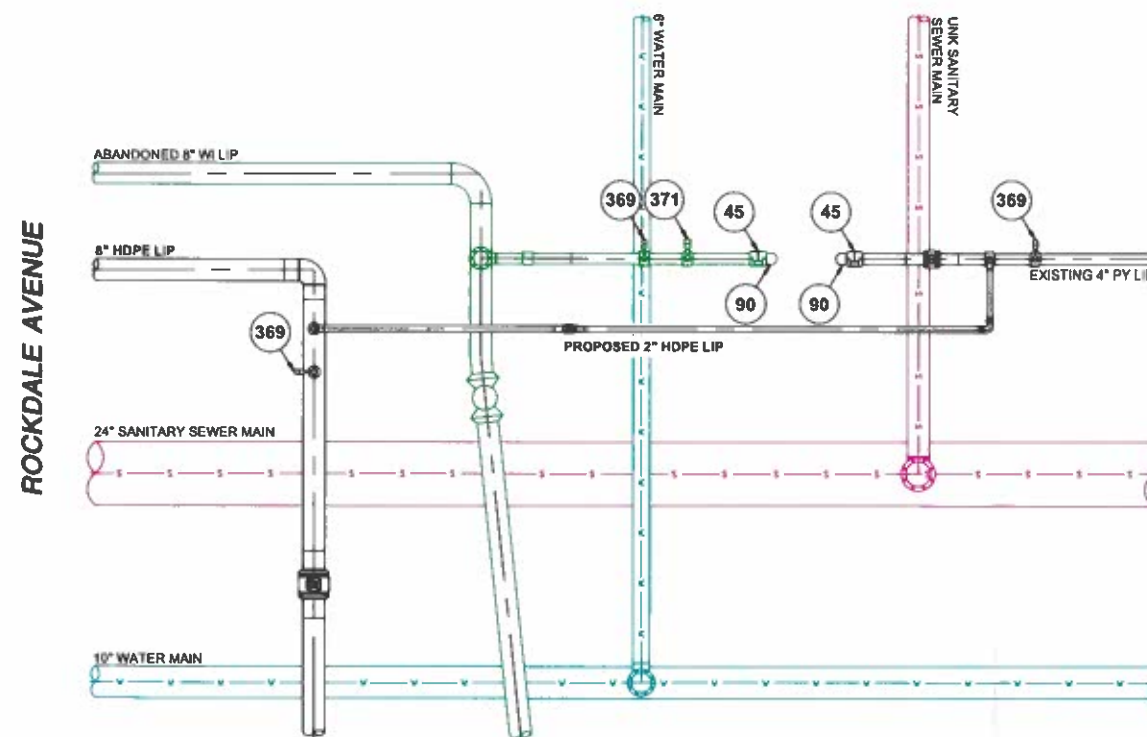 6" WATER MAIN
UNK SANITARY
SEWER MAIN
ABANDONED 8" WI LIP
369
371
45
45
369
8" HDPE LIP
EXISTING 4" PY LI
90
90
369
PROPOSED 2" HDPE LIP
ROCKDALE AVENUE
24" SANITARY SEWER MAIN
10" WATER MAIN